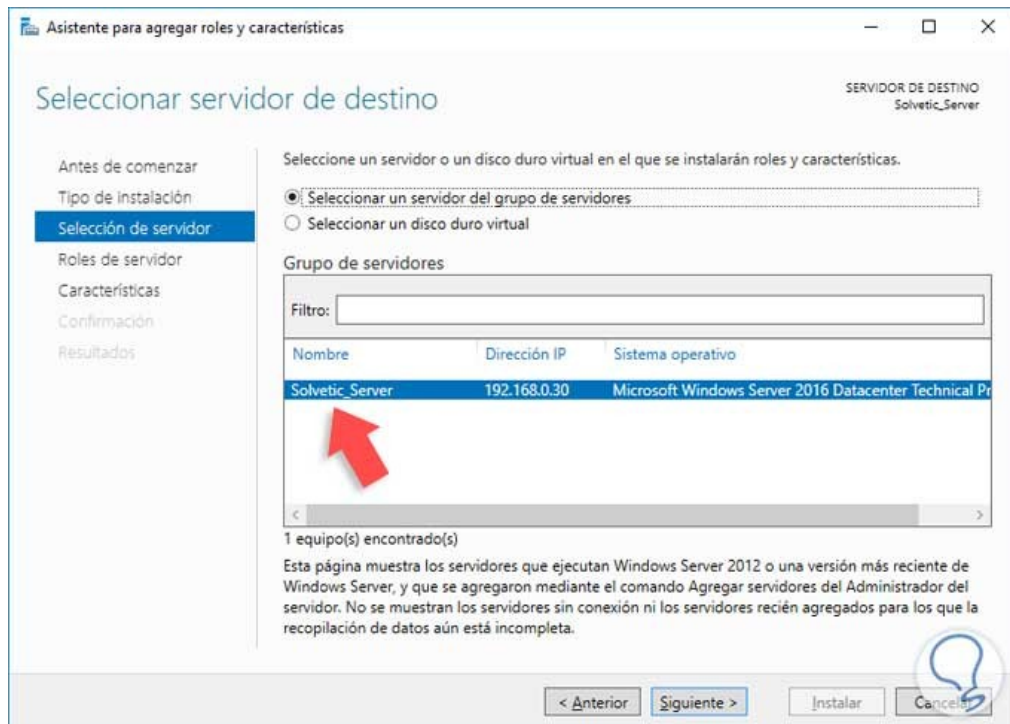 Asistente para agregar roles y características
Seleccionar servidor de destino
SERVIDOR DE DESTINO
Solvetic_Server
Antes de comenzar
Tipo de instalación
Selección de servidor
Roles de servidor
Características
Confirmación
Resultados
Seleccione un servidor o un disco duro virtual en el que se instalarán roles y características.
Seleccionar un servidor del grupo de servidores
Seleccionar un disco duro virtual
Grupo de servidores
Filtro:
Nombre Dirección IP Sistema operativo
Solvetic_Server 192.168.0.30 Microsoft Windows Server 2016 Datacenter Technical Pr
1 equipo(s) encontrado(s)
Esta página muestra los servidores que ejecutan Windows Server 2012 o una versión más reciente de
Windows Server, y que se agregaron mediante el comando Agregar servidores del Administrador del
servidor. No se muestran los servidores sin conexión ni los servidores recién agregados para los que la
recopilación de datos aún está incompleta.
< Anterior Siguiente > Instalar Cancelar